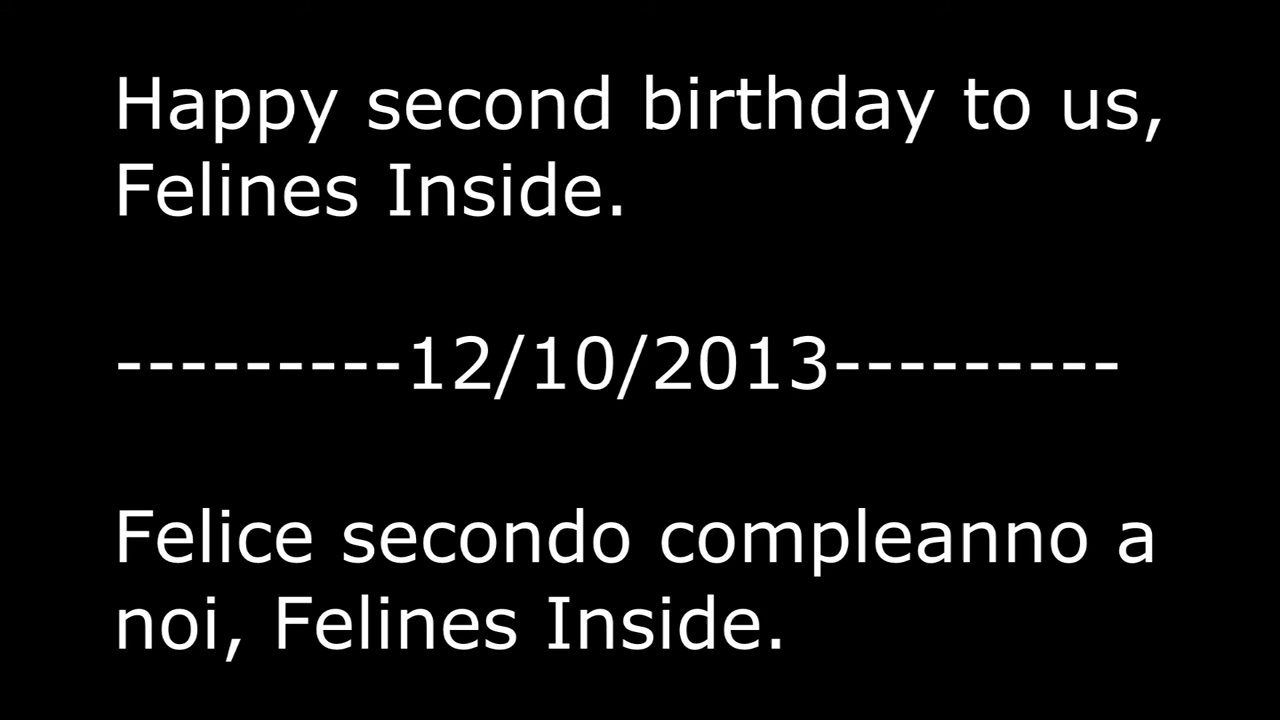 Happy second birthday to us,
Felines Inside.
---------12/10/2013---------
Felice secondo compleanno a
noi, Felines Inside.